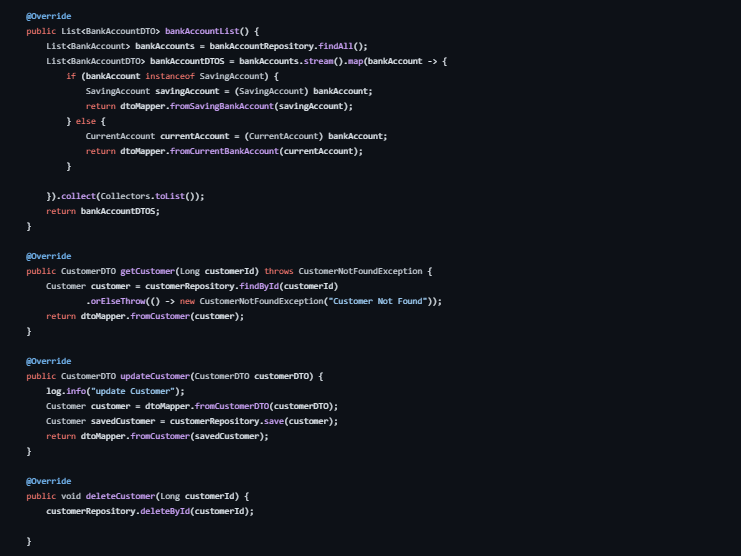 @Override
public List<BankAccountDTO> bankAccountList() {
List<BankAccount> bankAccounts = bankAccountRepository.findAll();
List<BankAccountDTO> bankAccountDTOS = bankAccounts.stream().map(bankAccount -> {
if (bankAccount instanceof SavingAccount) {
SavingAccount savingAccount = (SavingAccount) bankAccount;
return dtoMapper.fromSavingBankAccount(savingAccount);
} else {
CurrentAccount currentAccount = (CurrentAccount) bankAccount;
return dtoMapper.fromCurrentBankAccount(currentAccount);
}
}).collect(Collectors.toList());
return bankAccountDTOS;
}
@Override
public CustomerDTO getCustomer(Long customerId) throws CustomerNotFoundException {
Customer customer = customerRepository.findById(customerId)
.orElseThrow(() -> new CustomerNotFoundException("Customer Not Found"));
return dtoMapper.fromCustomer(customer);
}
@Override
public CustomerDTO updateCustomer(CustomerDTO customerDTO) {
log.info("update Customer");
Customer customer = dtoMapper.fromCustomerDTO(customerDTO);
Customer savedCustomer = customerRepository.save(customer);
return dtoMapper.fromCustomer(savedCustomer);
}
@Override
public void deleteCustomer(Long customerId) {
customerRepository.deleteById(customerId);
}